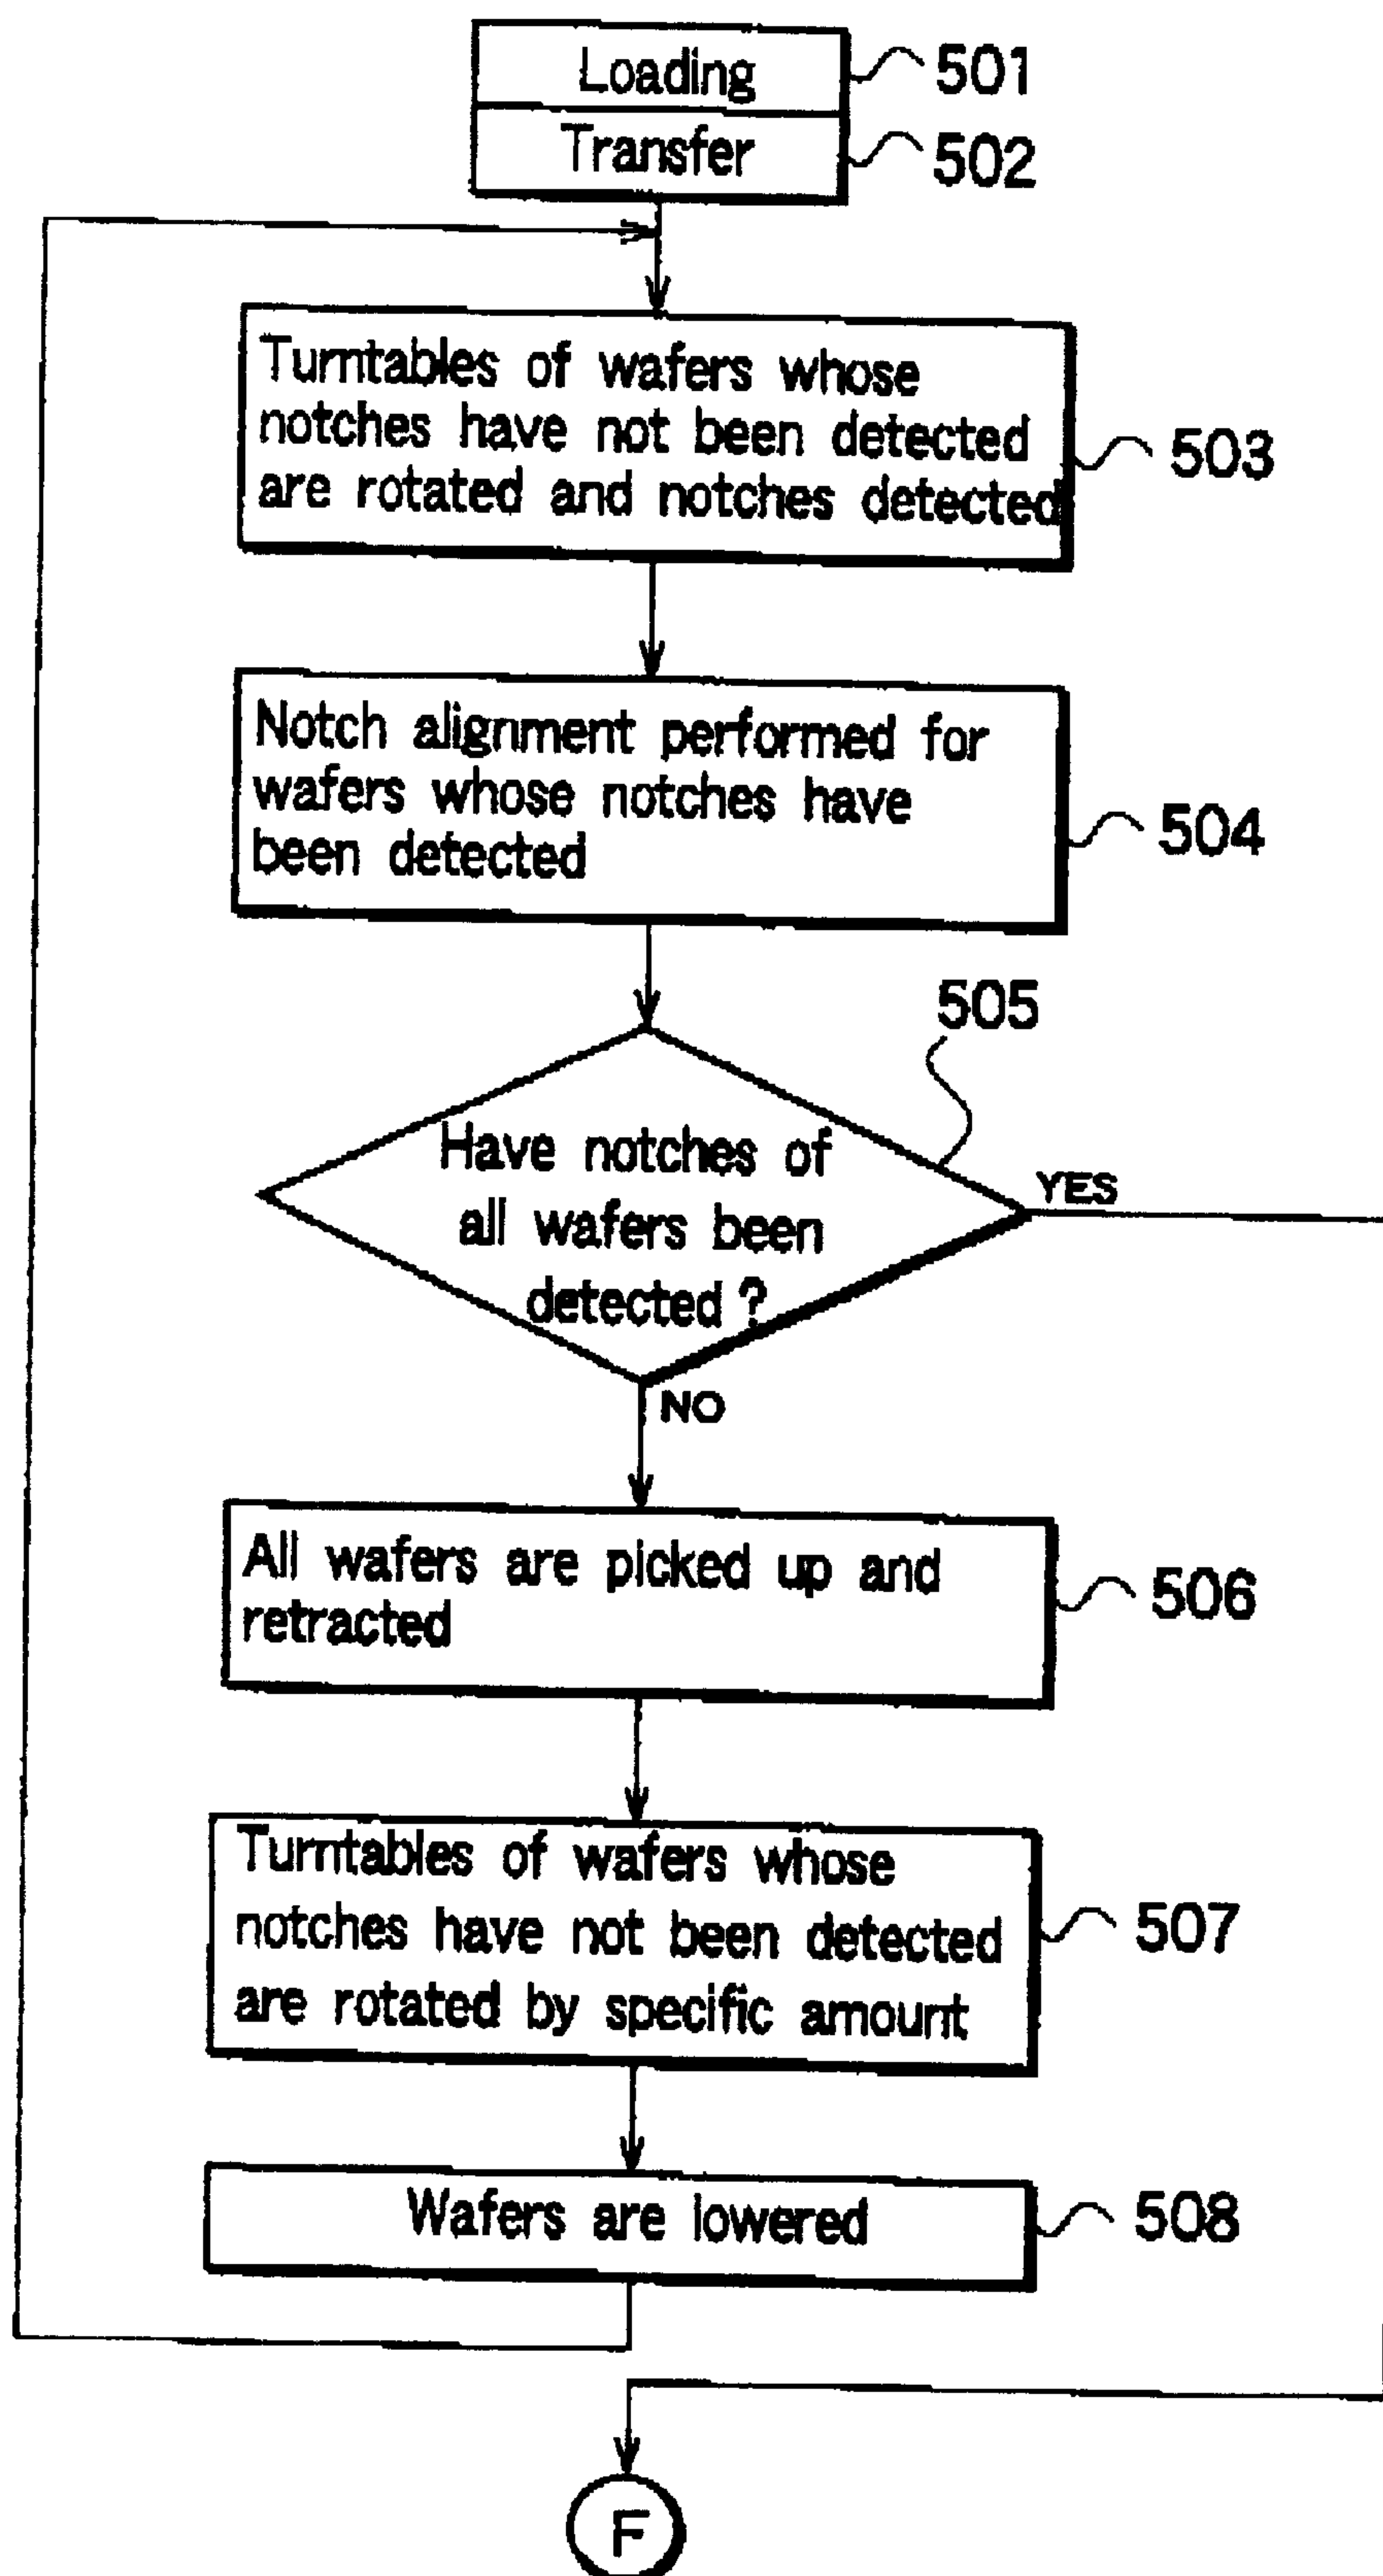 Loading
501
Transfer
502
Turntables of wafers whose
notches have not been detected
are rotated and notches detected
503
Notch alignment performed for
wafers whose notches have
been detected
504
505
Have notches of
all wafers been
detected?
YES
NO
All wafers are picked up and
retracted
506
Turntables of wafers whose
notches have not been detected
are rotated by specific amount
507
Wafers are lowered
508
F